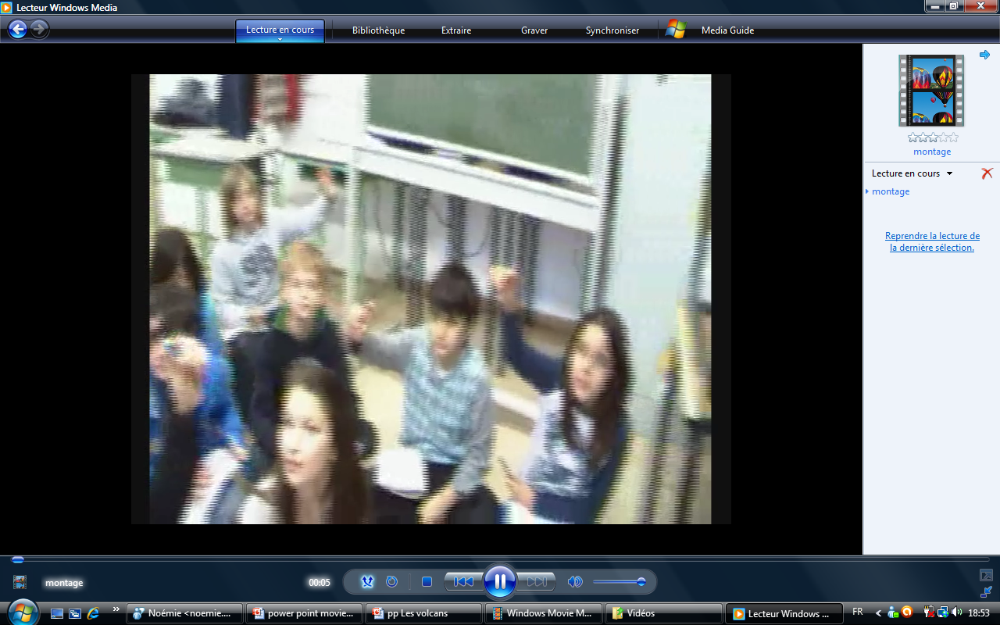 Lecteur Windows Media
Lecture en cours
Bibliothèque
Extraire
Graver
Synchroniser
Media Guide
montage
Lecture en cours
montage
Reprendre la lecture de
la dernière sélection.
montage
00:05
Noémie <noemie....
power point movie...
pp Les volcans
Windows Movie M...
Vidéos
Lecteur Windows ...
FR
18:53